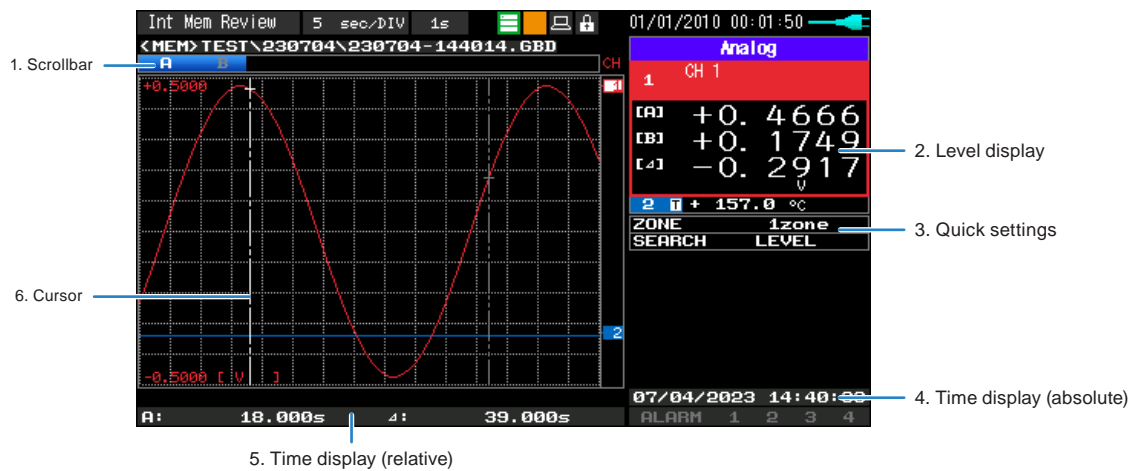 Int Mem Review 5 sec/DIV 1s 01/01/2010 00:01:50
<MEM>TEST\230704\230704-144014.GBD
A B CH
1. Scrollbar
+0.5000 1
Analog
1 CH 1
[A] +0.4666
[B] +0.1749
[⊿] -0.2917
V
2. Level display
2 T + 157.0 °C
ZONE 1zone
SEARCH LEVEL
3. Quick settings
6. Cursor
2
-0.5000 [ V ]
07/04/2023 14:40:
4. Time display (absolute)
A: 18.000s ⊿: 39.000s
ALARM 1 2 3 4
5. Time display (relative)